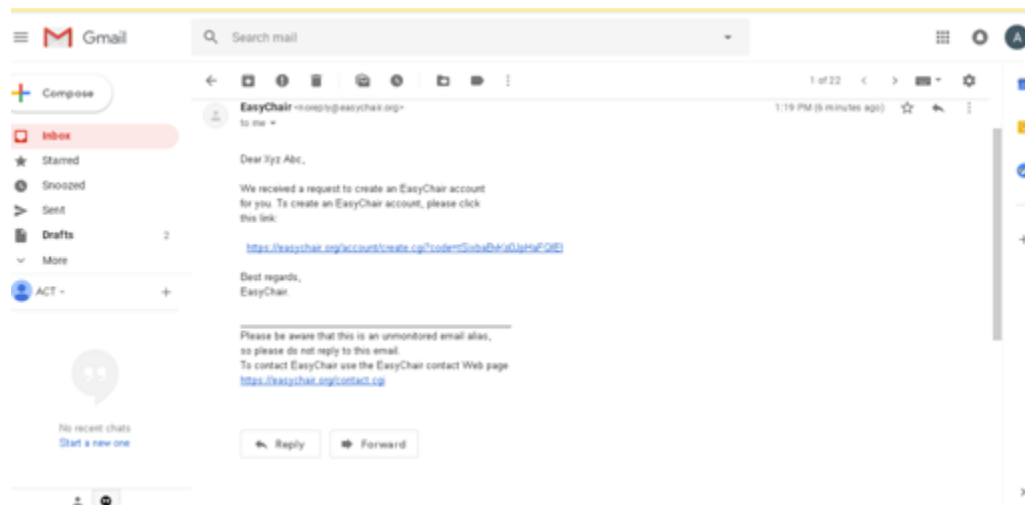 Gmail
Search mail
A
Compose
1 of 22
Inbox
EasyChair <noreply@easychair.org>
1:19 PM (6 minutes ago)
to me
Starred
Dear Xyz Abc,
Snoozed
We received a request to create an EasyChair account
for you. To create an EasyChair account, please click
this link:
Sent
Drafts 2
More
Best regards,
EasyChair.
ACT
Please be aware that this is an unmonitored email alias,
so please do not reply to this email.
To contact EasyChair use the EasyChair contact Web page
https://easychair.org/contact.cgi
No recent chats
Start a new one
Reply
Forward